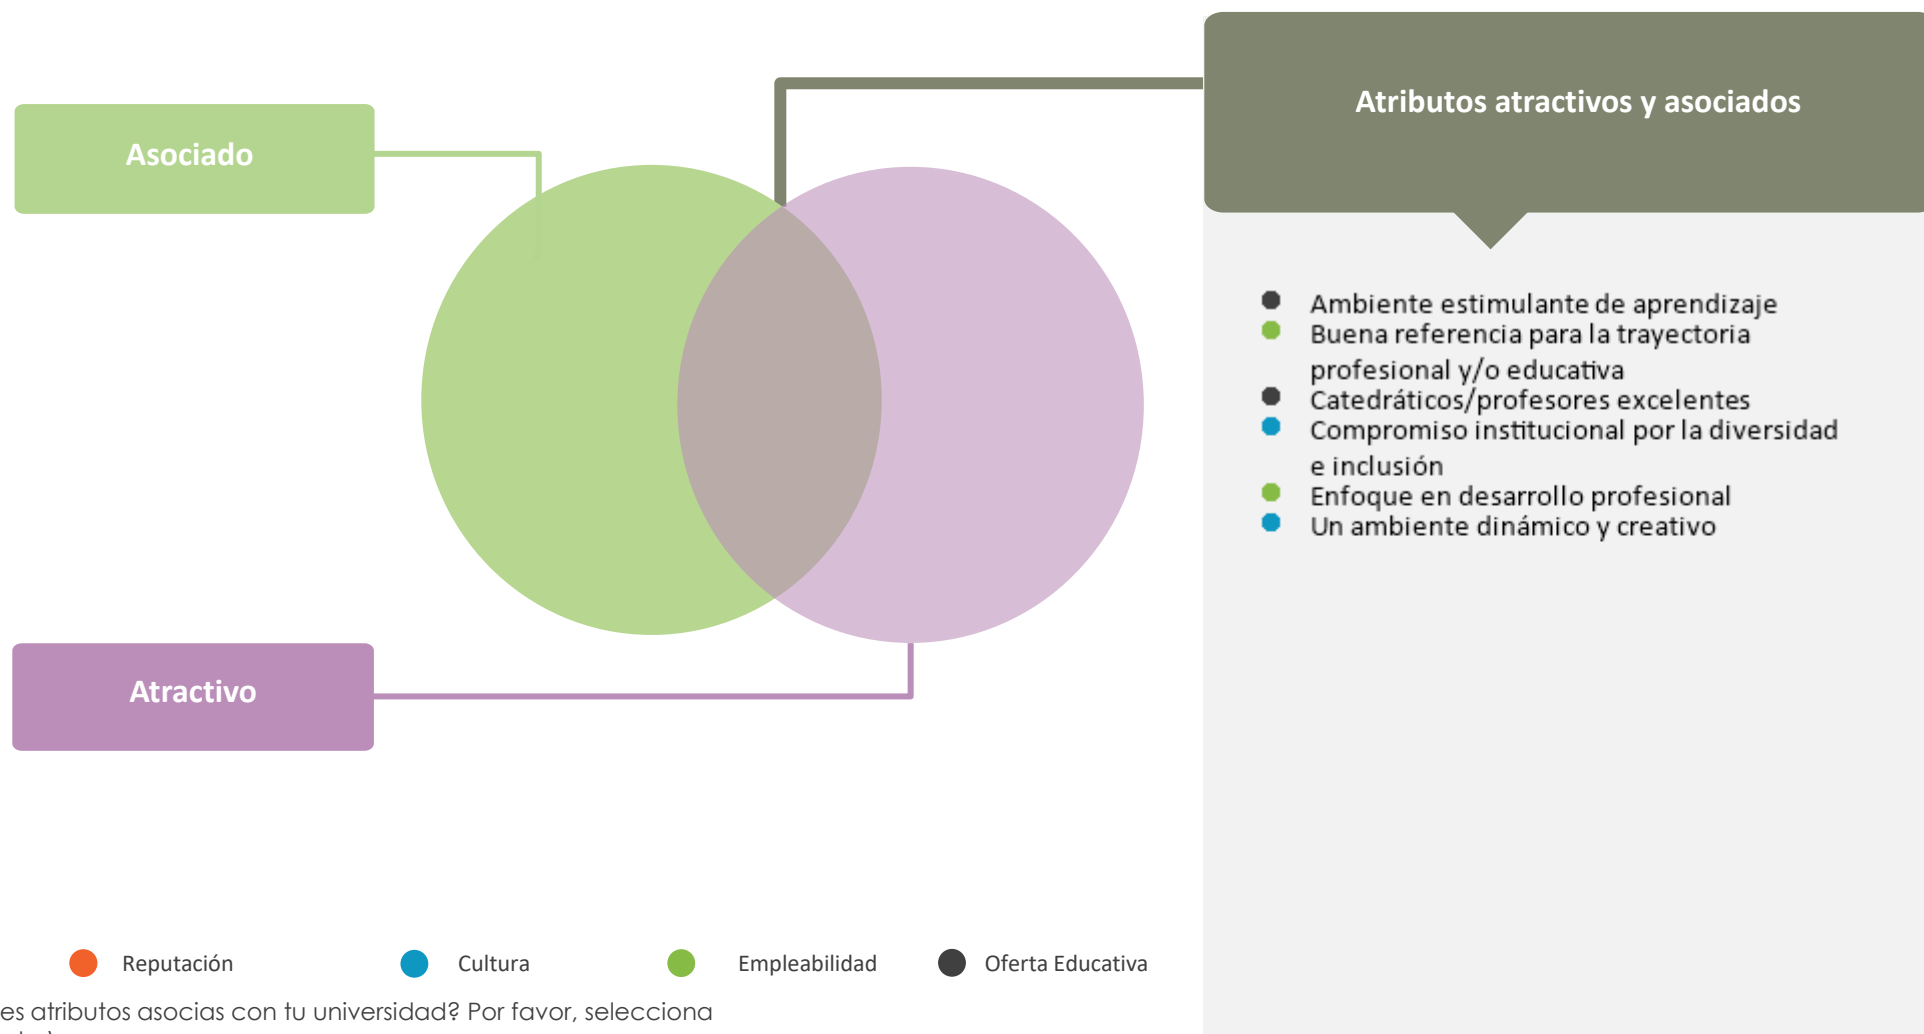 Atributos atractivos y asociados
Asociado
Ambiente estimulante de aprendizaje
Buena referencia para la trayectoria
profesional y/o educativa
Catedráticos/profesores excelentes
Compromiso institucional por la diversidad
e inclusión
Enfoque en desarrollo profesional
Un ambiente dinámico y creativo
Atractivo
Reputación
Cultura
Empleabilidad
Oferta Educativa
es atributos asocias con tu universidad? Por favor, selecciona